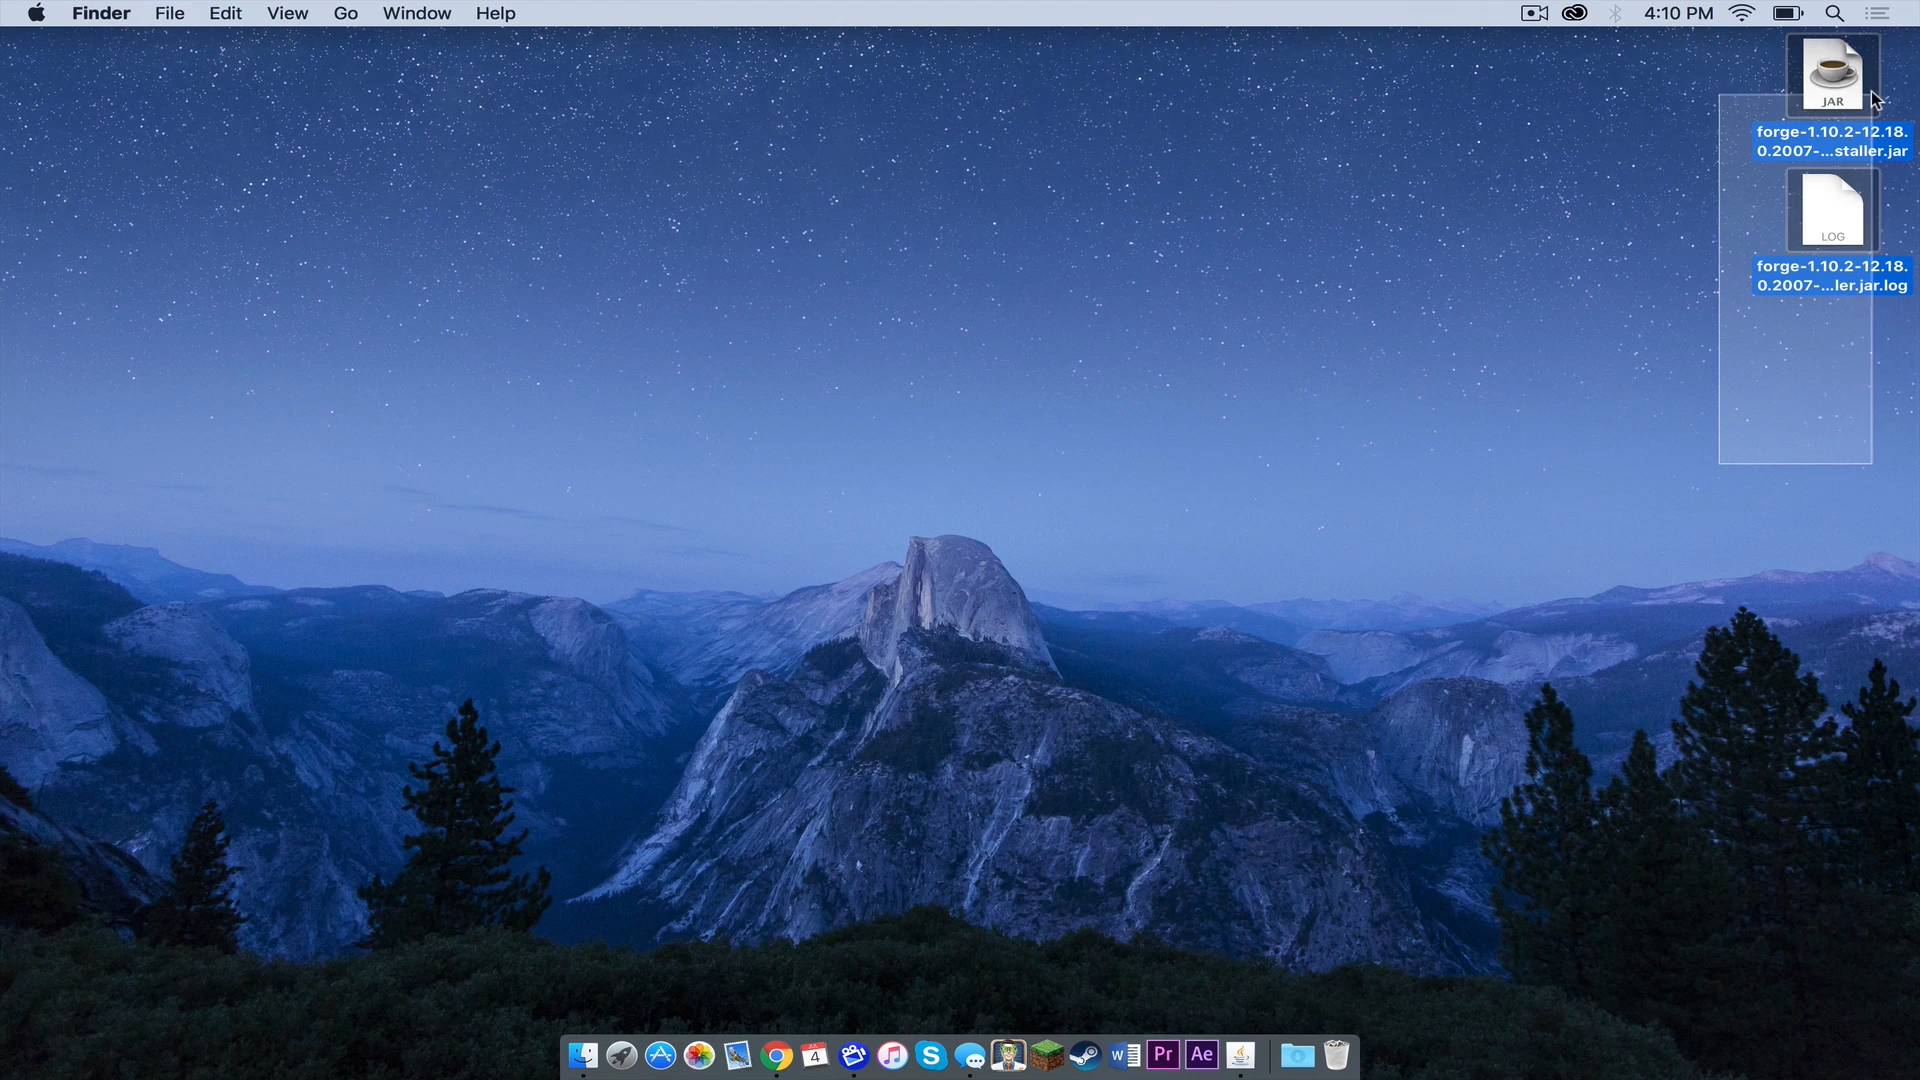 Finder File Edit View Go Window Help 4:10 PM
JAR
forge-1.10.2-12.18.
0.2007-...staller.jar
LOG
forge-1.10.2-12.18.
0.2007-...ler.jar.log
JUL
4
W
Pr
Ae